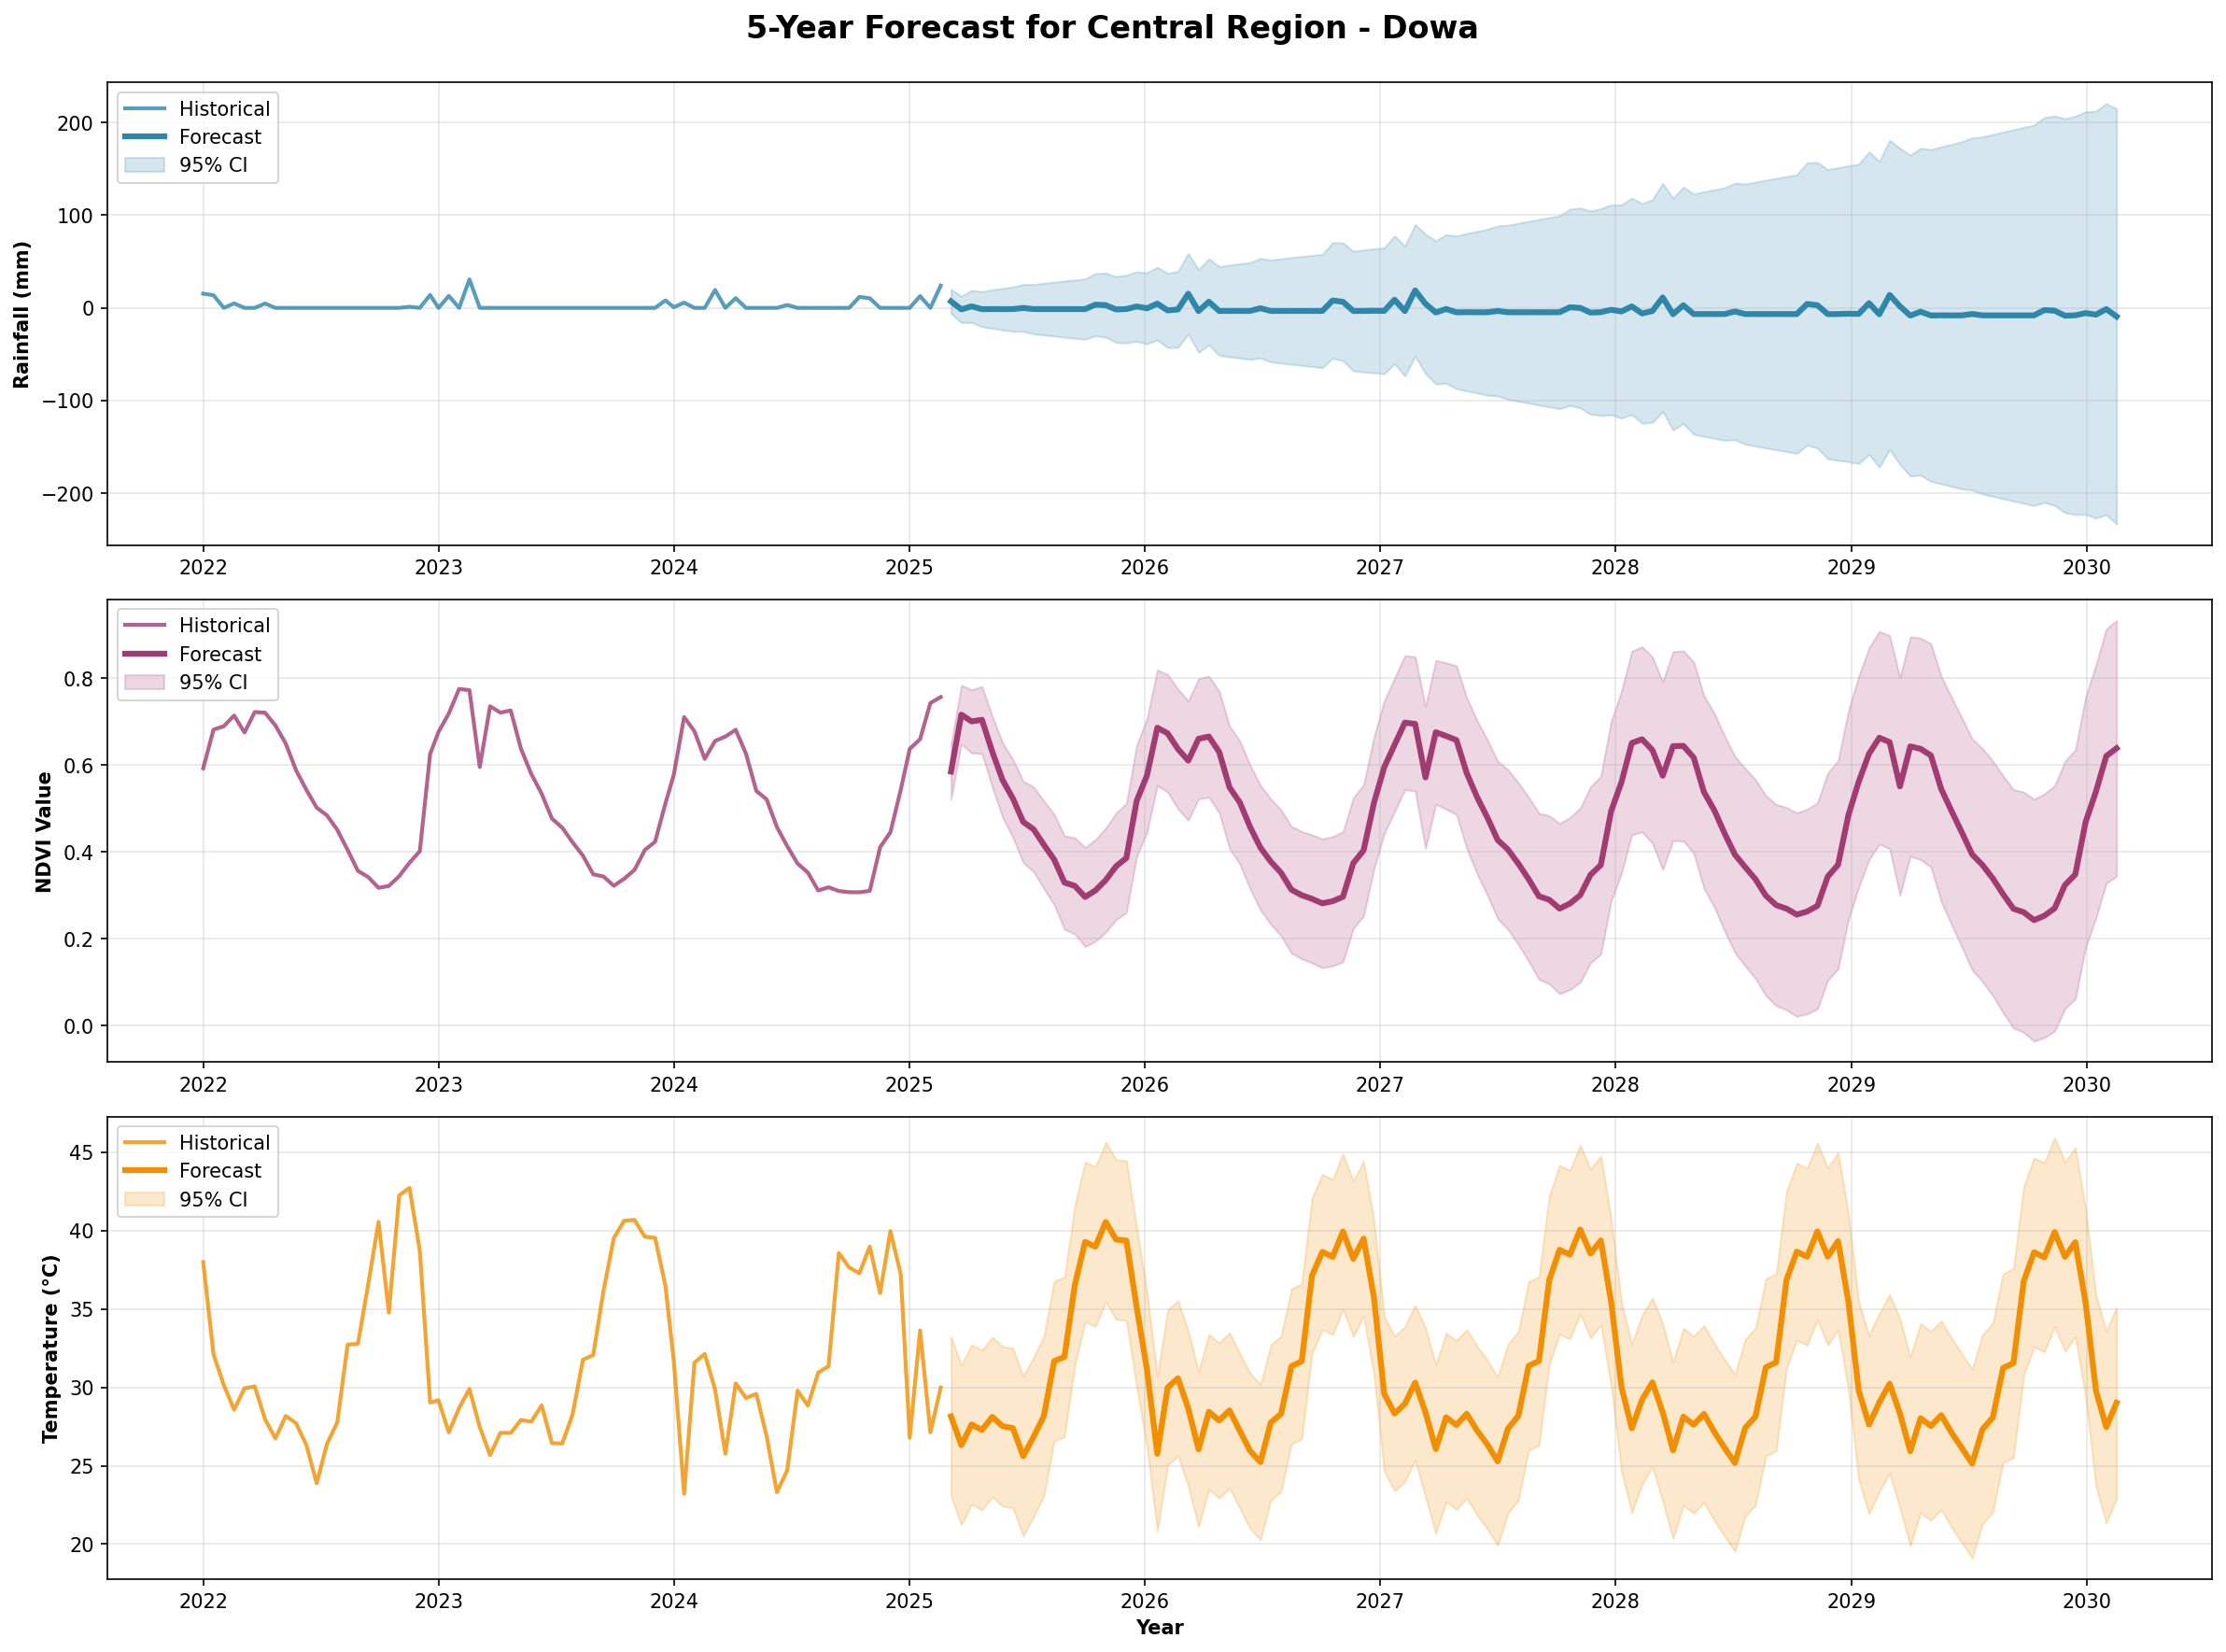 5-Year Forecast for Central Region - Dowa
Historical
Forecast
95% CI
Rainfall (mm)
200
100
0
−100
−200
2022 2023 2024 2025 2026 2027 2028 2029 2030
Historical
Forecast
95% CI
NDVI Value
0.8
0.6
0.4
0.2
0.0
2022 2023 2024 2025 2026 2027 2028 2029 2030
Historical
Forecast
95% CI
Temperature (°C)
45
40
35
30
25
20
2022 2023 2024 2025 2026 2027 2028 2029 2030
Year